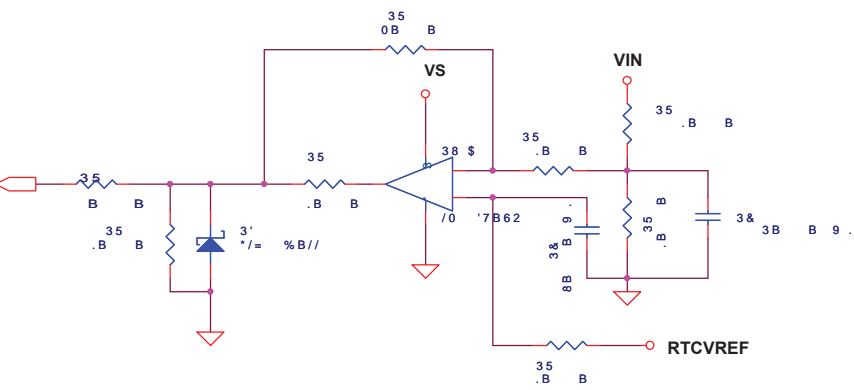 35
0B B
VS
VIN
35
.B B
38 $
35
.B B
35
.B B
35
B B
35
.B B
3'
*/= %B//
/0 '7B62
3&
8B B 9 .
35
.B B
3&
3B B 9 .
RTCVREF
35
.B B